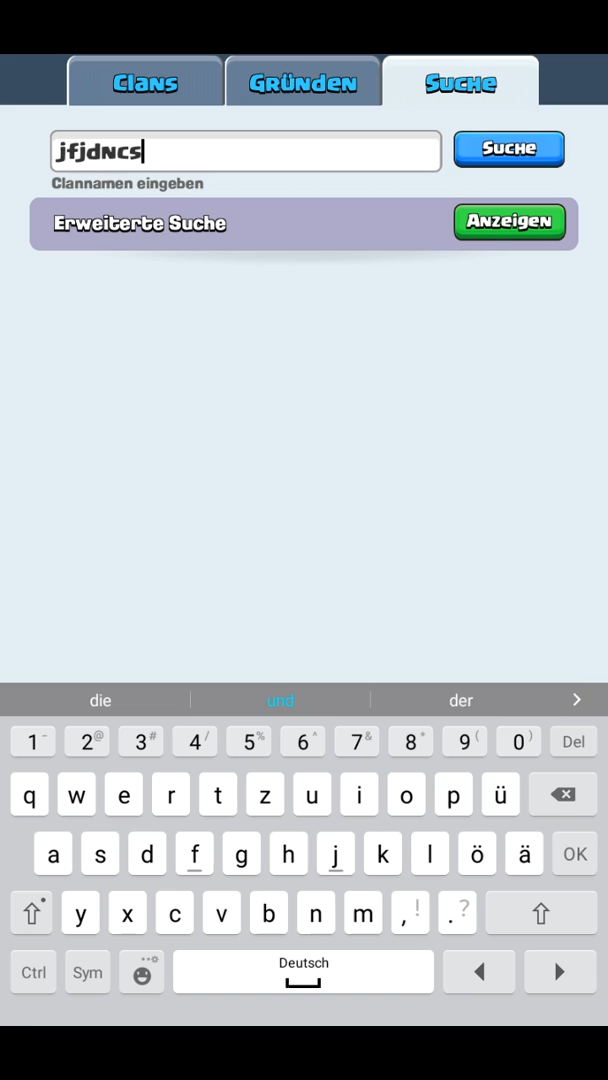 Clans Gründen Suche
jfjdncs Suche
Clannamen eingeben
Erweiterte Suche Anzeigen
die und der >
1 - 2 @ 3 # 4 / 5 % 6 ^ 7 & 8 * 9 ( 0 ) Del
q w e r t z u i o p ü
a s d f g h j k l ö ä OK
y x c v b n m , ! . ?
Ctrl Sym Deutsch